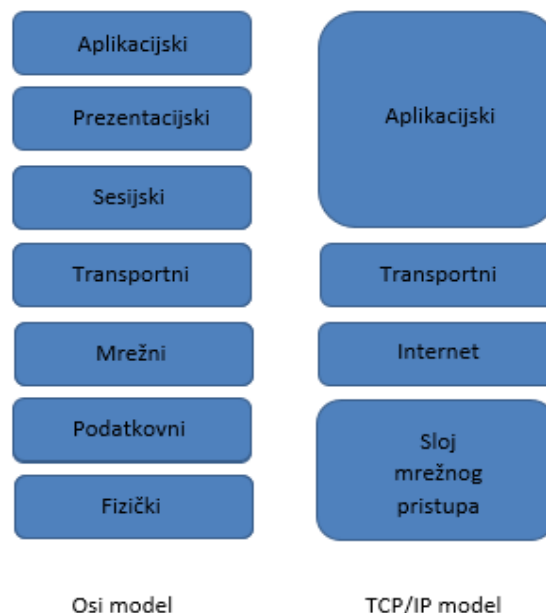 Aplikacijski
Prezentacijski
Sesijski
Transportni
Mrežni
Podatkovni
Fizički
Osi model
Aplikacijski
Transportni
Internet
Sloj
mrežnog
pristupa
TCP/IP model